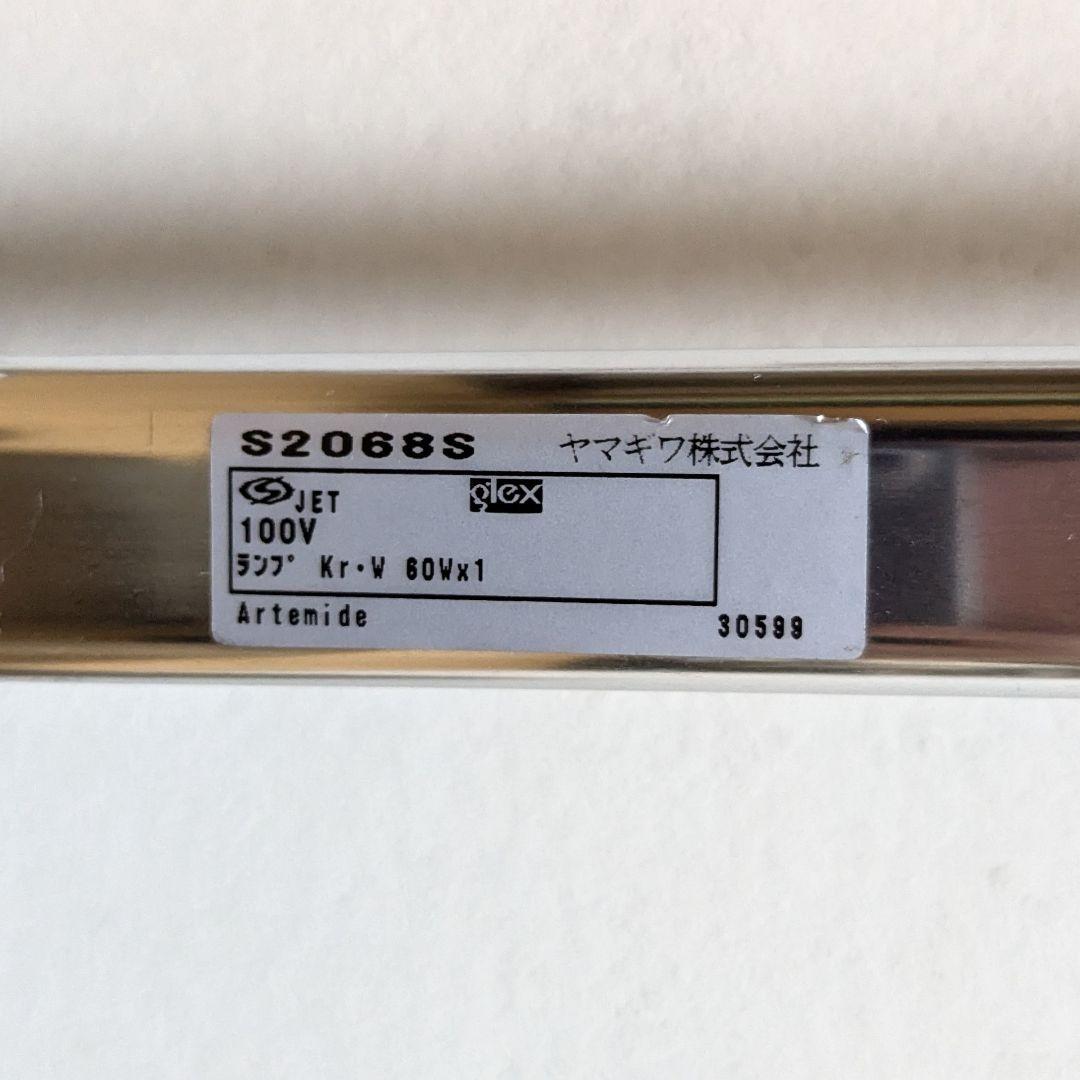 S2068S ヤマギワ株式会社
S JET glex
100V
ﾗﾝﾌﾟ Kr・W 60Wx1
Artemide 30599